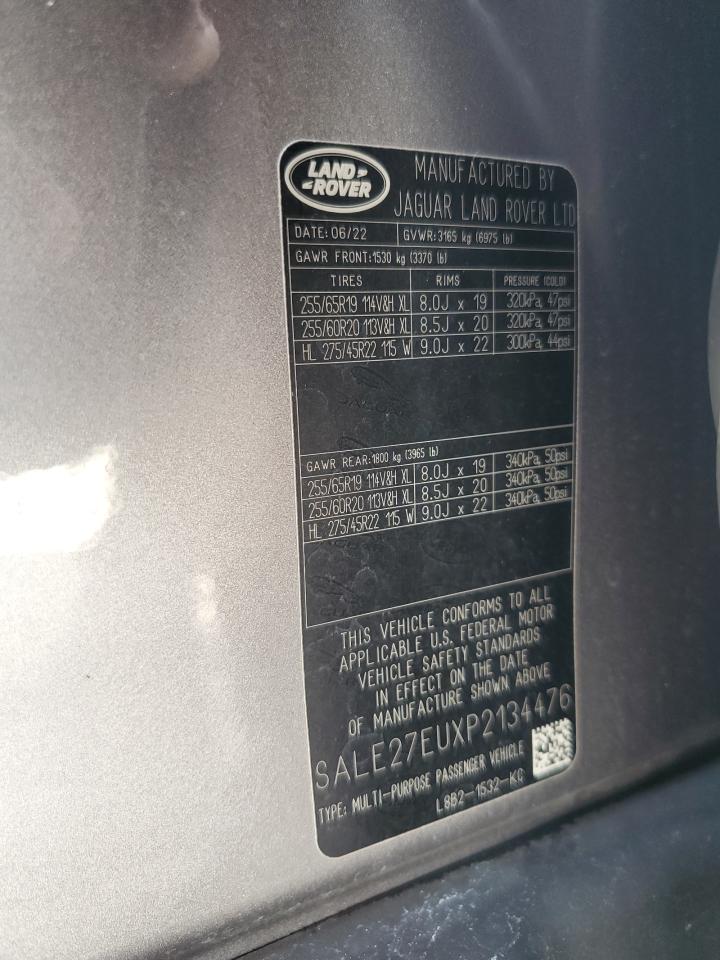 LAND ROVER
MANUFACTURED BY
JAGUAR LAND ROVER LTD
DATE: 06/22 GVWR:3165 kg (6975 lb)
GAWR FRONT:1530 kg (3370 lb)
TIRES RIMS PRESSURE (COLD)
255/65R19 114V&H XL 8.0J x 19 320kPa, 47psi
255/60R20 113V&H XL 8.5J x 20 320kPa, 47psi
HL 275/45R22 115 W 9.0J x 22 300kPa, 44psi
GAWR REAR:1800 kg (3965 lb)
255/65R19 114V&H XL 8.0J x 19 340kPa, 50psi
255/60R20 113V&H XL 8.5J x 20 340kPa, 50psi
HL 275/45R22 115 W 9.0J x 22 340kPa, 50psi
THIS VEHICLE CONFORMS TO ALL
APPLICABLE U.S. FEDERAL MOTOR
VEHICLE SAFETY STANDARDS
IN EFFECT ON THE DATE
OF MANUFACTURE SHOWN ABOVE
SALE27EUXP2134476
TYPE: MULTI-PURPOSE PASSENGER VEHICLE
L8B2-1532-KC